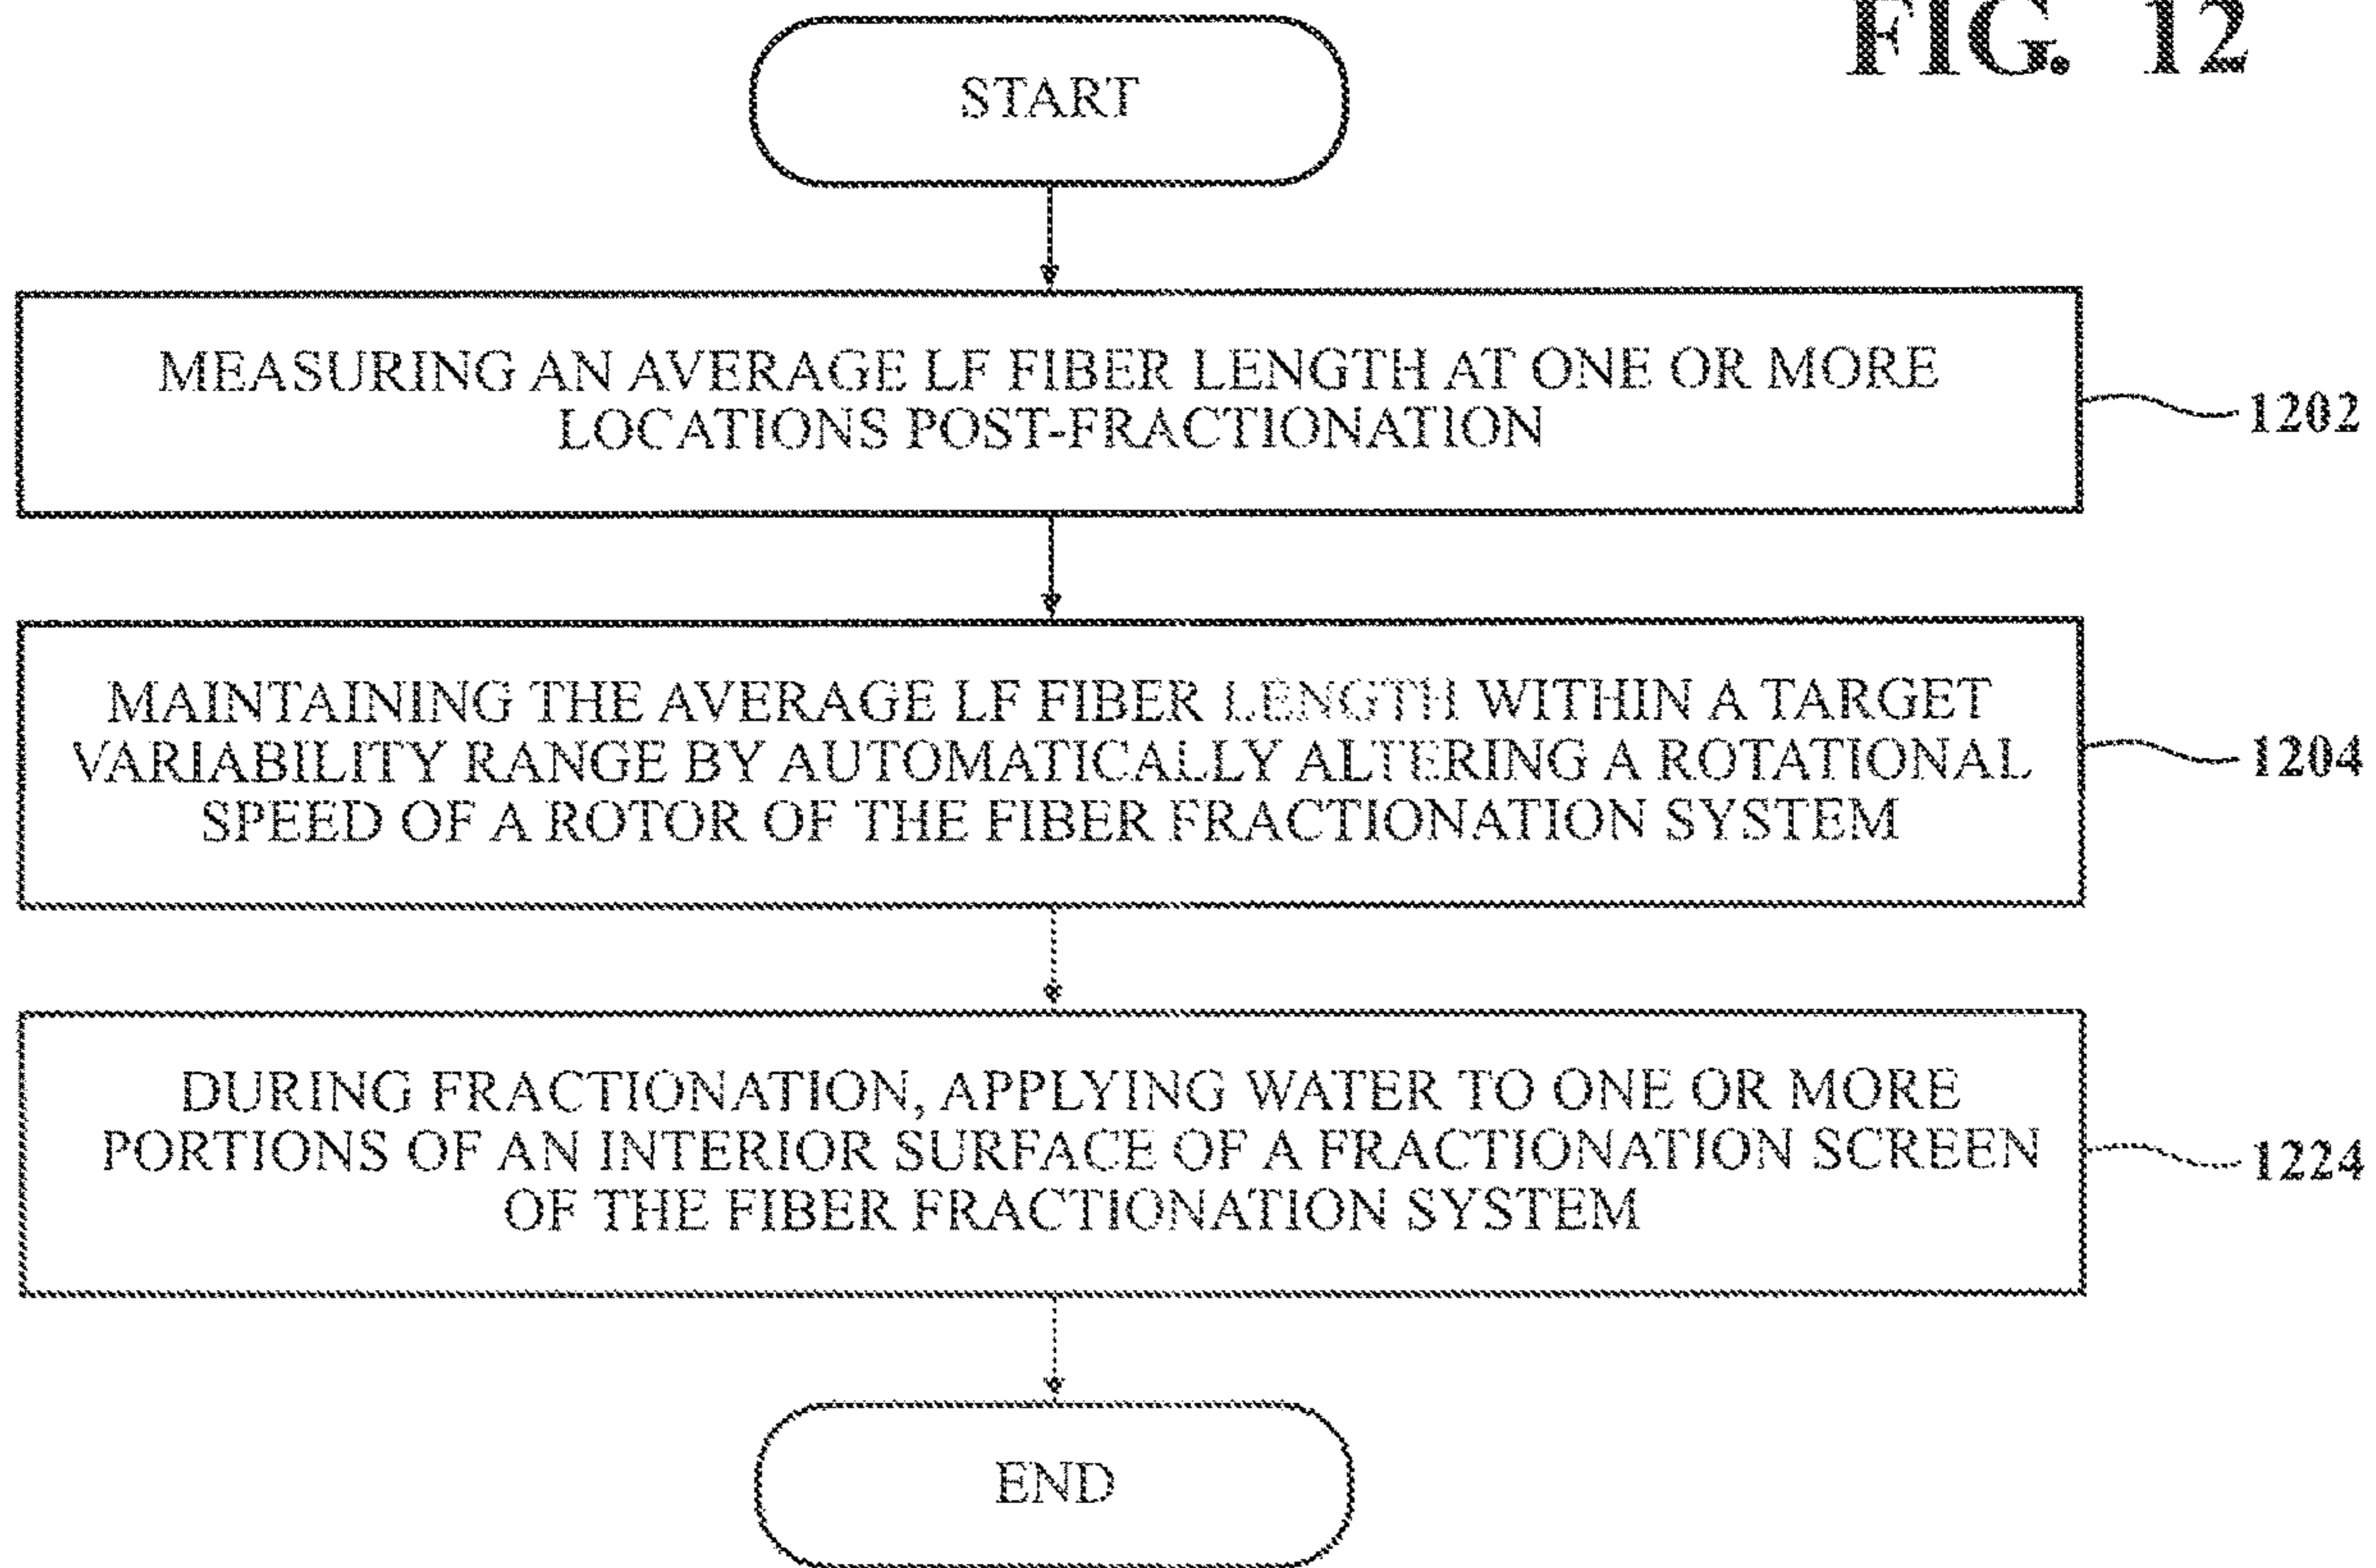 FIG. 12
START
MEASURING AN AVERAGE LF FIBER LENGTH AT ONE OR MORE
LOCATIONS POST-FRACTIONATION
1202
MAINTAINING THE AVERAGE LF FIBER LENGTH WITHIN A TARGET
VARIABILITY RANGE BY AUTOMATICALLY ALTERING A ROTATIONAL
SPEED OF A ROTOR OF THE FIBER FRACTIONATION SYSTEM
1204
DURING FRACTIONATION, APPLYING WATER TO ONE OR MORE
PORTIONS OF AN INTERIOR SURFACE OF A FRACTIONATION SCREEN
OF THE FIBER FRACTIONATION SYSTEM
1224
END